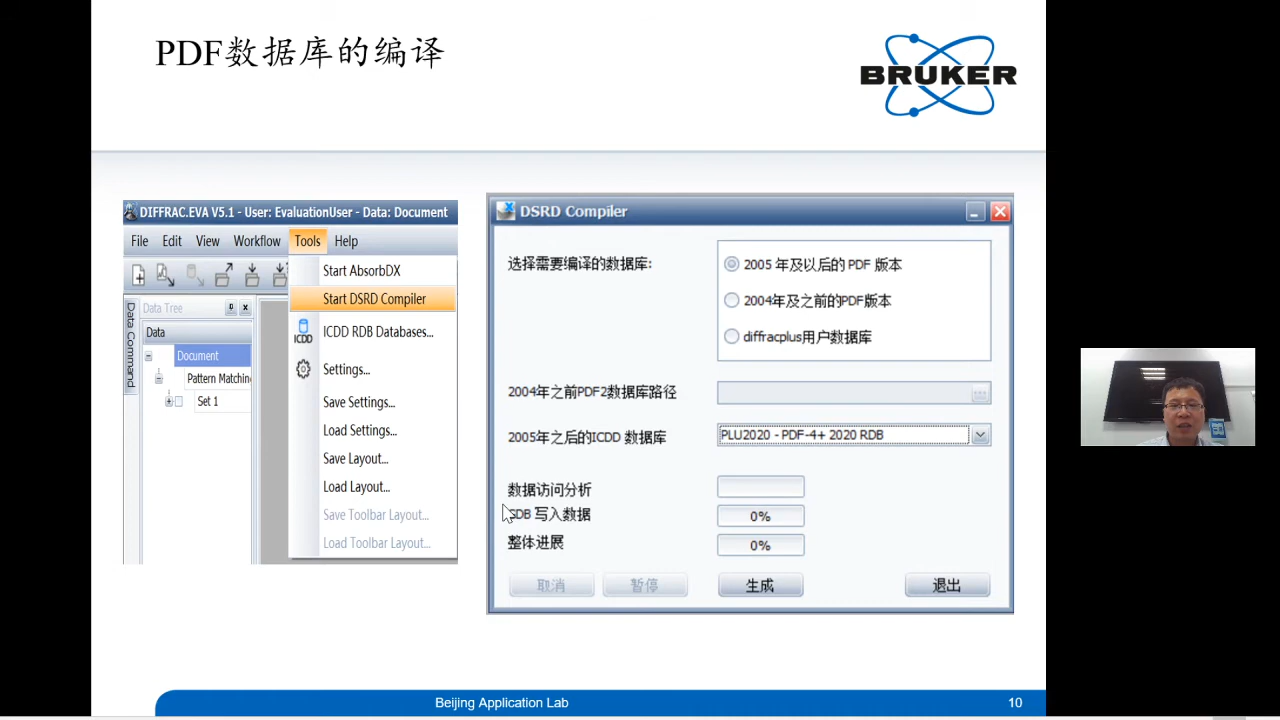 PDF数据库的编译
BRUKER
DIFFRAC.EVA V5.1 - User: EvaluationUser - Data: Document
File Edit View Workflow Tools Help
Start AbsorbDX
Start DSRD Compiler
ICDD
ICDD RDB Databases...
Settings...
Save Settings...
Load Settings...
Save Layout...
Load Layout...
Save Toolbar Layout...
Load Toolbar Layout...
Data Command
Data Tree
Data
Document
Pattern Matchin
Set 1
DSRD Compiler
选择需要编译的数据库:
2005 年及以后的 PDF 版本
2004年及之前的PDF版本
diffracplus用户数据库
2004年之前PDF2数据库路径
2005年之后的ICDD 数据库
PLU2020 - PDF-4+ 2020 RDB
数据访问分析
SDB 写入数据
0%
整体进展
0%
取消 暂停 生成 退出
Beijing Application Lab
10